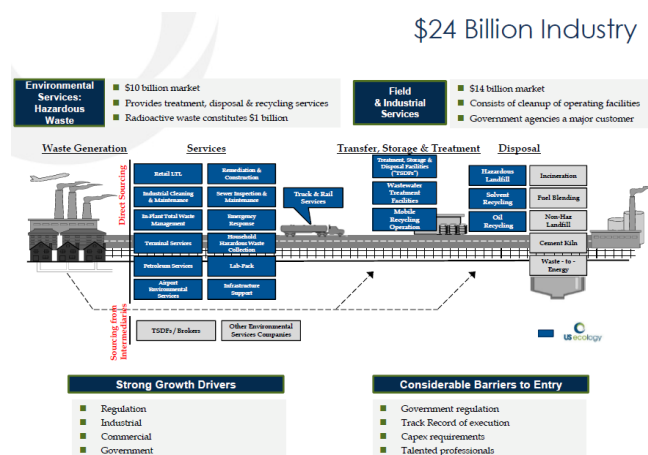 $24 Billion Industry
Environmental
Services:
Hazardous
Waste
$10 billion market
Provides treatment, disposal & recycling services
Radioactive waste constitutes $1 billion
Field
& Industrial
Services
$14 billion market
Consists of cleanup of operating facilities
Government agencies a major customer
Waste Generation
Services
Transfer, Storage & Treatment
Disposal
Direct Sourcing
Retail LTL
Industrial Cleaning
& Maintenance
In-Plant Total Waste
Management
Terminal Services
Petroleum Services
Airport
Environmental
Services
Remediation &
Construction
Sewer Inspection &
Maintenance
Emergency
Response
Household
Hazardous Waste
Collection
Lab-Pack
Infrastructure
Support
Truck & Rail
Services
Treatment, Storage &
Disposal Facilities
("TSDFs")
Wastewater
Treatment
Facilities
Mobile
Recycling
Operation
Hazardous
Landfill
Solvent
Recycling
Oil
Recycling
Incineration
Fuel Blending
Non-Haz
Landfill
Cement Kiln
Waste - to -
Energy
Sourcing from
Intermediaries
TSDFs / Brokers
Other Environmental
Services Companies
US ecology
Strong Growth Drivers
Regulation
Industrial
Commercial
Government
Considerable Barriers to Entry
Government regulation
Track Record of execution
Capex requirements
Talented professionals